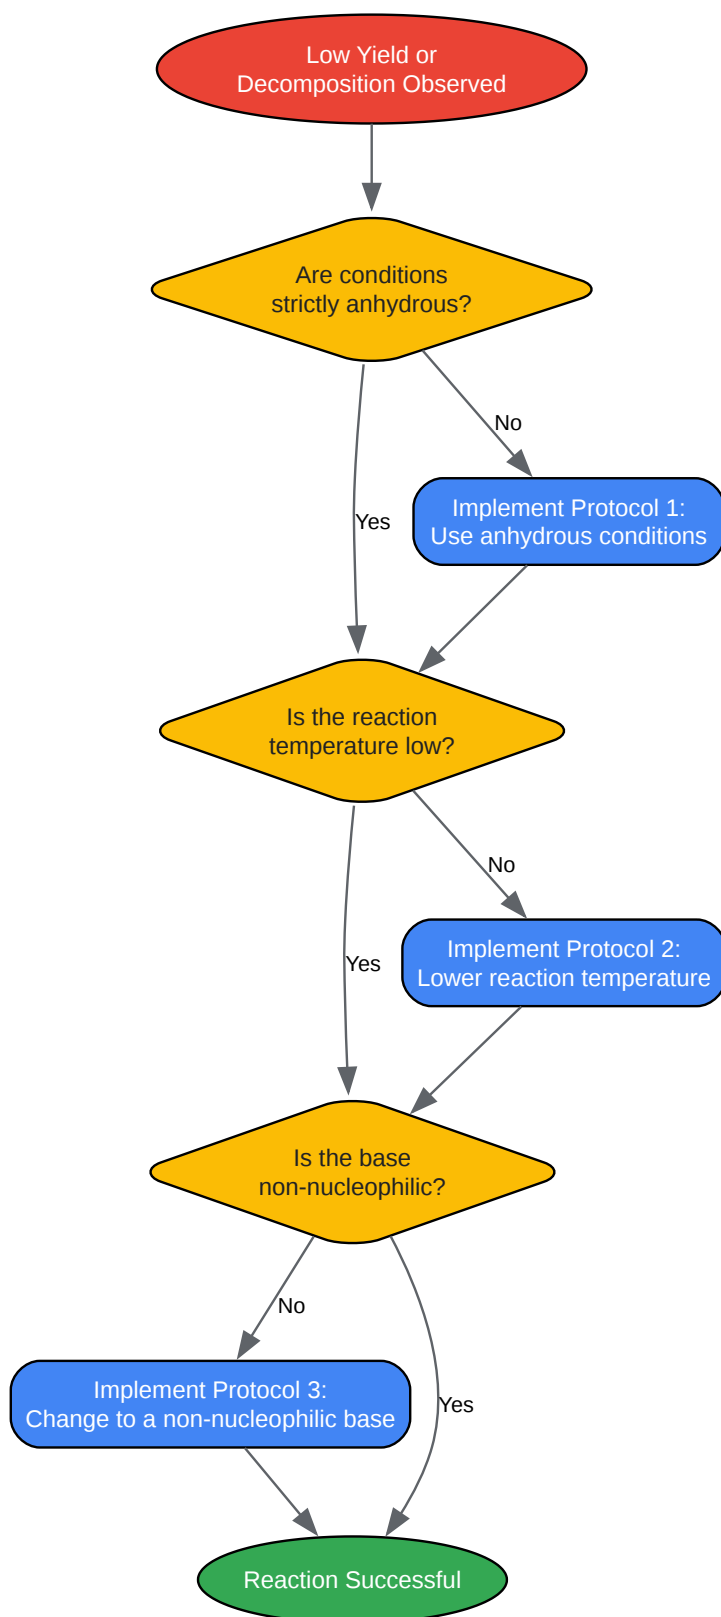 Low Yield or
Decomposition Observed
Are conditions
strictly anhydrous?
No
Implement Protocol 1:
Use anhydrous conditions
Yes
Is the reaction
temperature low?
No
Implement Protocol 2:
Lower reaction temperature
Yes
Is the base
non-nucleophilic?
No
Implement Protocol 3:
Change to a non-nucleophilic base
Yes
Reaction Successful